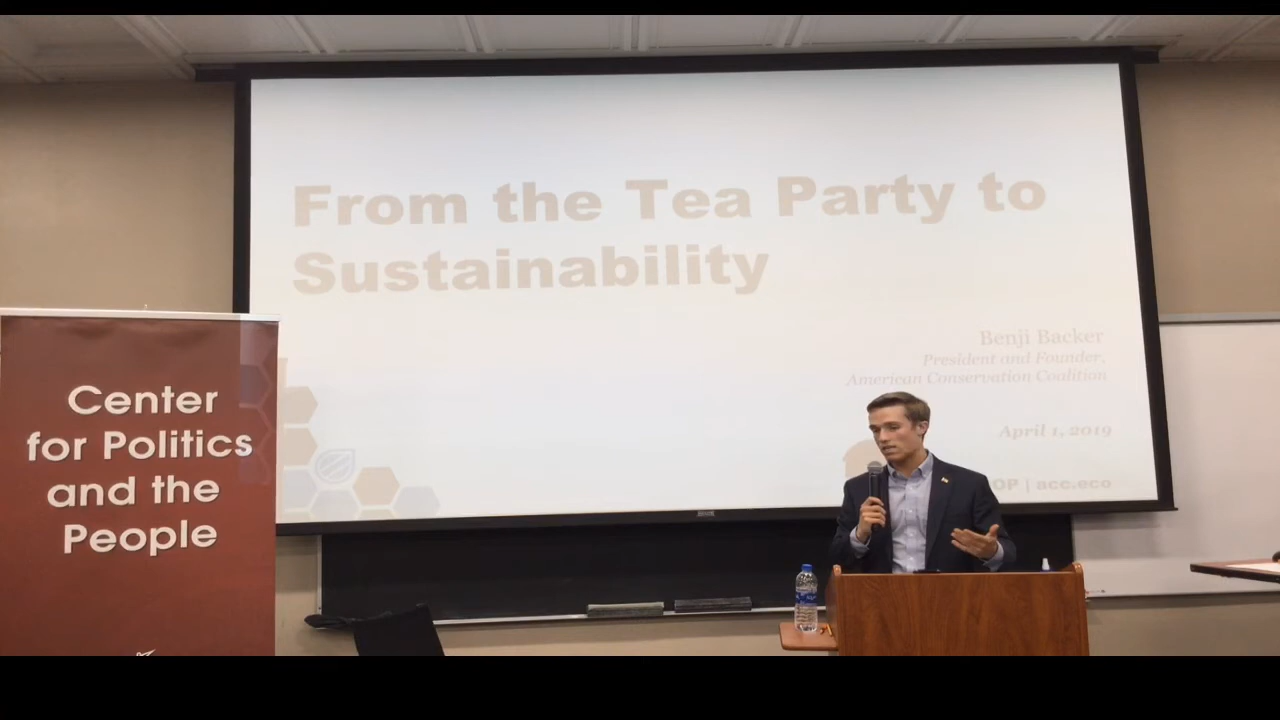 From the Tea Party to
Sustainability
Benji Backer
President and Founder,
American Conservation Coalition
April 1, 2019
OP | acc.eco
Center
for Politics
and the
People